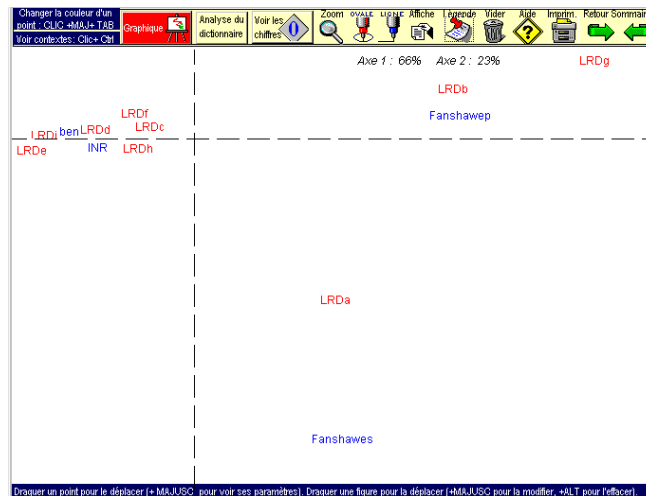 Changer la couleur d'un
point : CLIC +MAJ+ TAB
Voir contextes: Clic+ Ctrl
Graphique
Analyse du
dictionnaire
Voir les
chiffres
0
Zoom
OVALE
LIGNE
Affiche
Légende
Vider
Aide
Imprim.
Retour
Sommair
Axe 1 : 66% Axe 2 : 23%
LRDg
LRDb
Fanshawep
LRDf
LRDc
LRDd
ben
LRDi
LRDe
INR
LRDh
LRDa
Fanshawes
Draguer un point pour le déplacer (+ MAJUSC pour voir ses paramètres). Draguer une figure pour la déplacer (+MAJUSC pour la modifier, +ALT pour l'effacer).